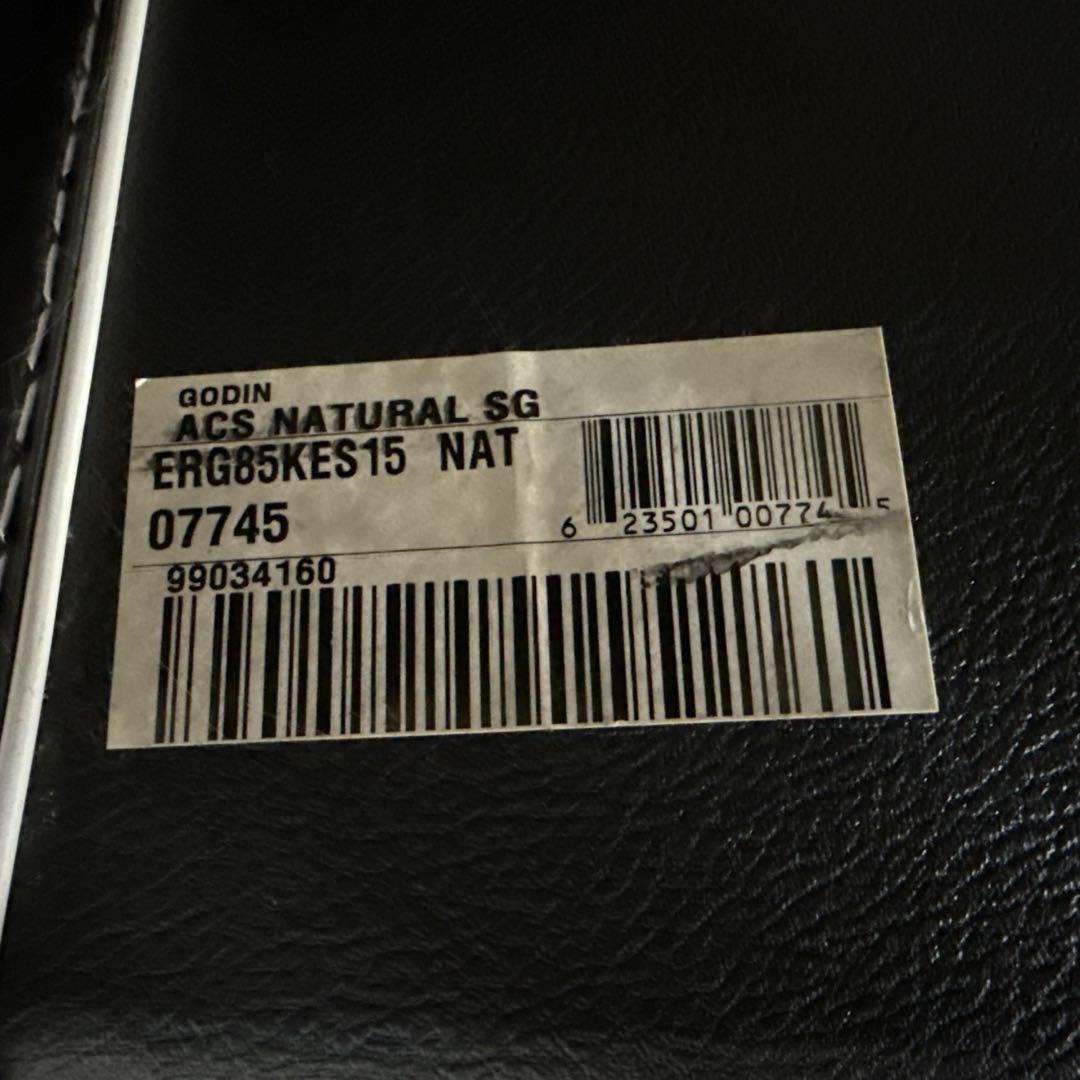 GODIN
ACS NATURAL SG
ERG85KES15 NAT
07745
6 23501 00774 5
99034160